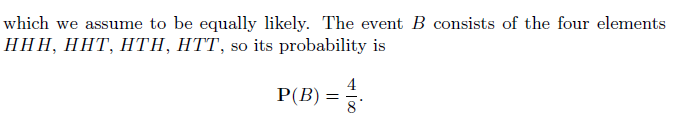 which we assume to be equally likely. The event B consists of the four elements
HHH, HHT, HTH, HTT, so its probability is
P(B) = 4/8.